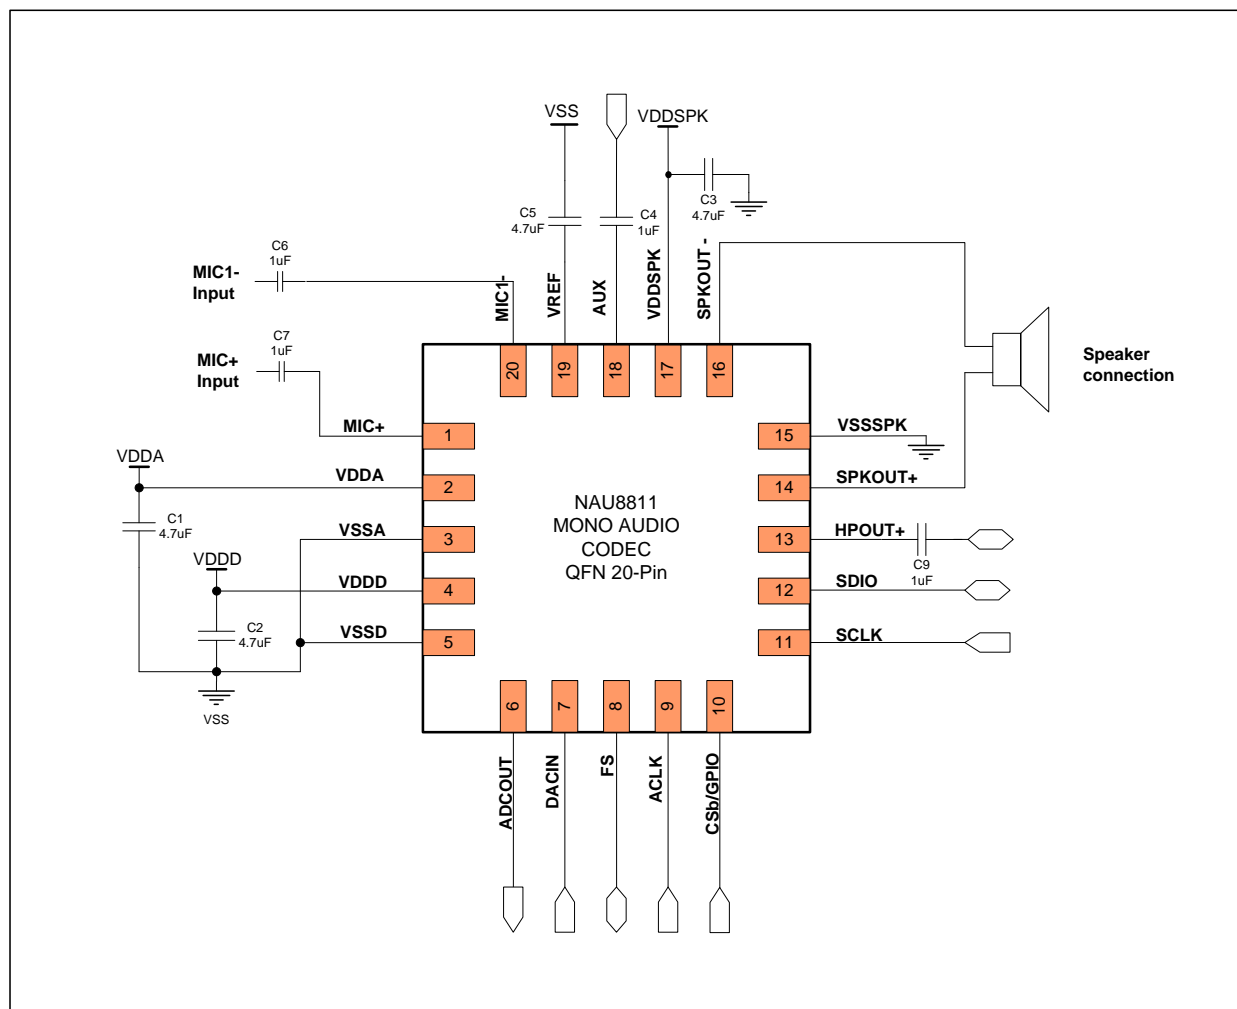 VSS
VDDSPK
C3
4.7uF
C5
4.7uF
C4
1uF
C6
1uF
MIC1-
Input
MIC1-
VREF
AUX
VDDSPK
SPKOUT -
C7
1uF
MIC+
Input
20
19
18
17
16
Speaker
connection
MIC+
1
15
VSSSPK
VDDA
VDDA
2
14
SPKOUT+
C1
4.7uF
VSSA
3
13
HPOUT+
C9
1uF
NAU8811
MONO AUDIO
CODEC
QFN 20-Pin
VDDD
VDDD
4
12
SDIO
C2
4.7uF
VSSD
5
11
SCLK
VSS
6
7
8
9
10
ADCOUT
DACIN
FS
ACLK
CSb/GPIO